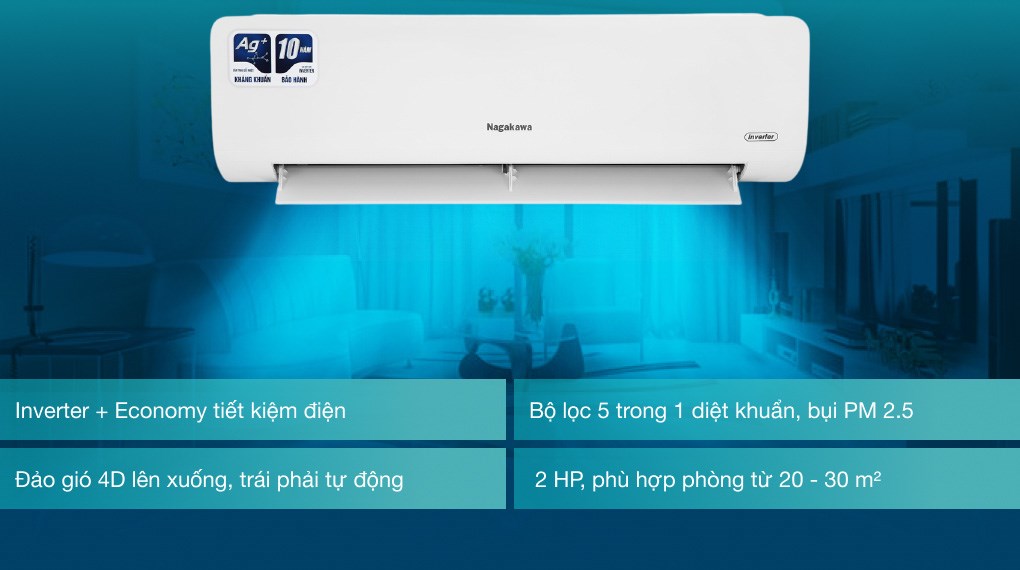 Ag+
10 NĂM
INVERTER
KHÁNG KHUẨN
BẢO HÀNH
Nagakawa
Inverter
Inverter + Economy tiết kiệm điện
Bộ lọc 5 trong 1 diệt khuẩn, bụi PM 2.5
Đảo gió 4D lên xuống, trái phải tự động
2 HP, phù hợp phòng từ 20 - 30 m²